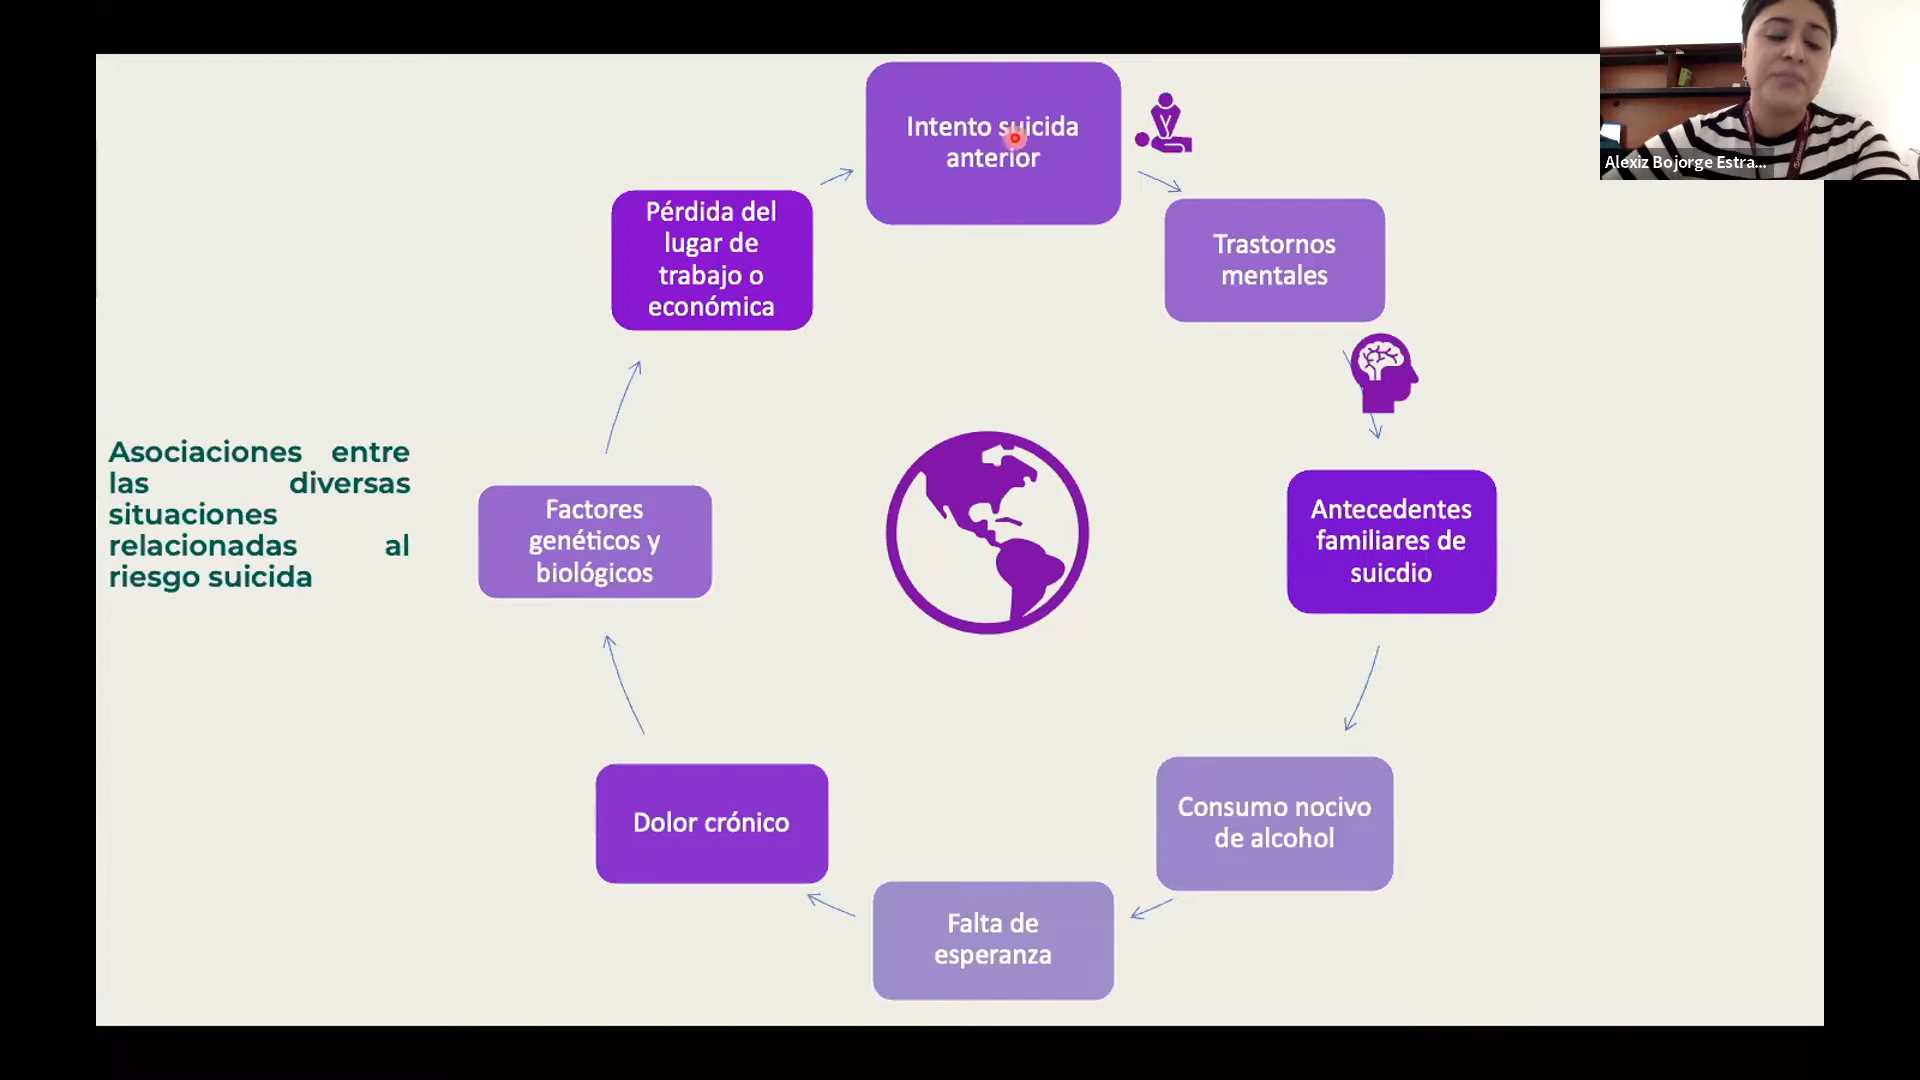 Asociaciones entre
las diversas
situaciones
relacionadas al
riesgo suicida
Intento suicida
anterior
Trastornos
mentales
Antecedentes
familiares de
suicdio
Consumo nocivo
de alcohol
Falta de
esperanza
Dolor crónico
Factores
genéticos y
biológicos
Pérdida del
lugar de
trabajo o
económica
Alexiz Bojorge Estra...